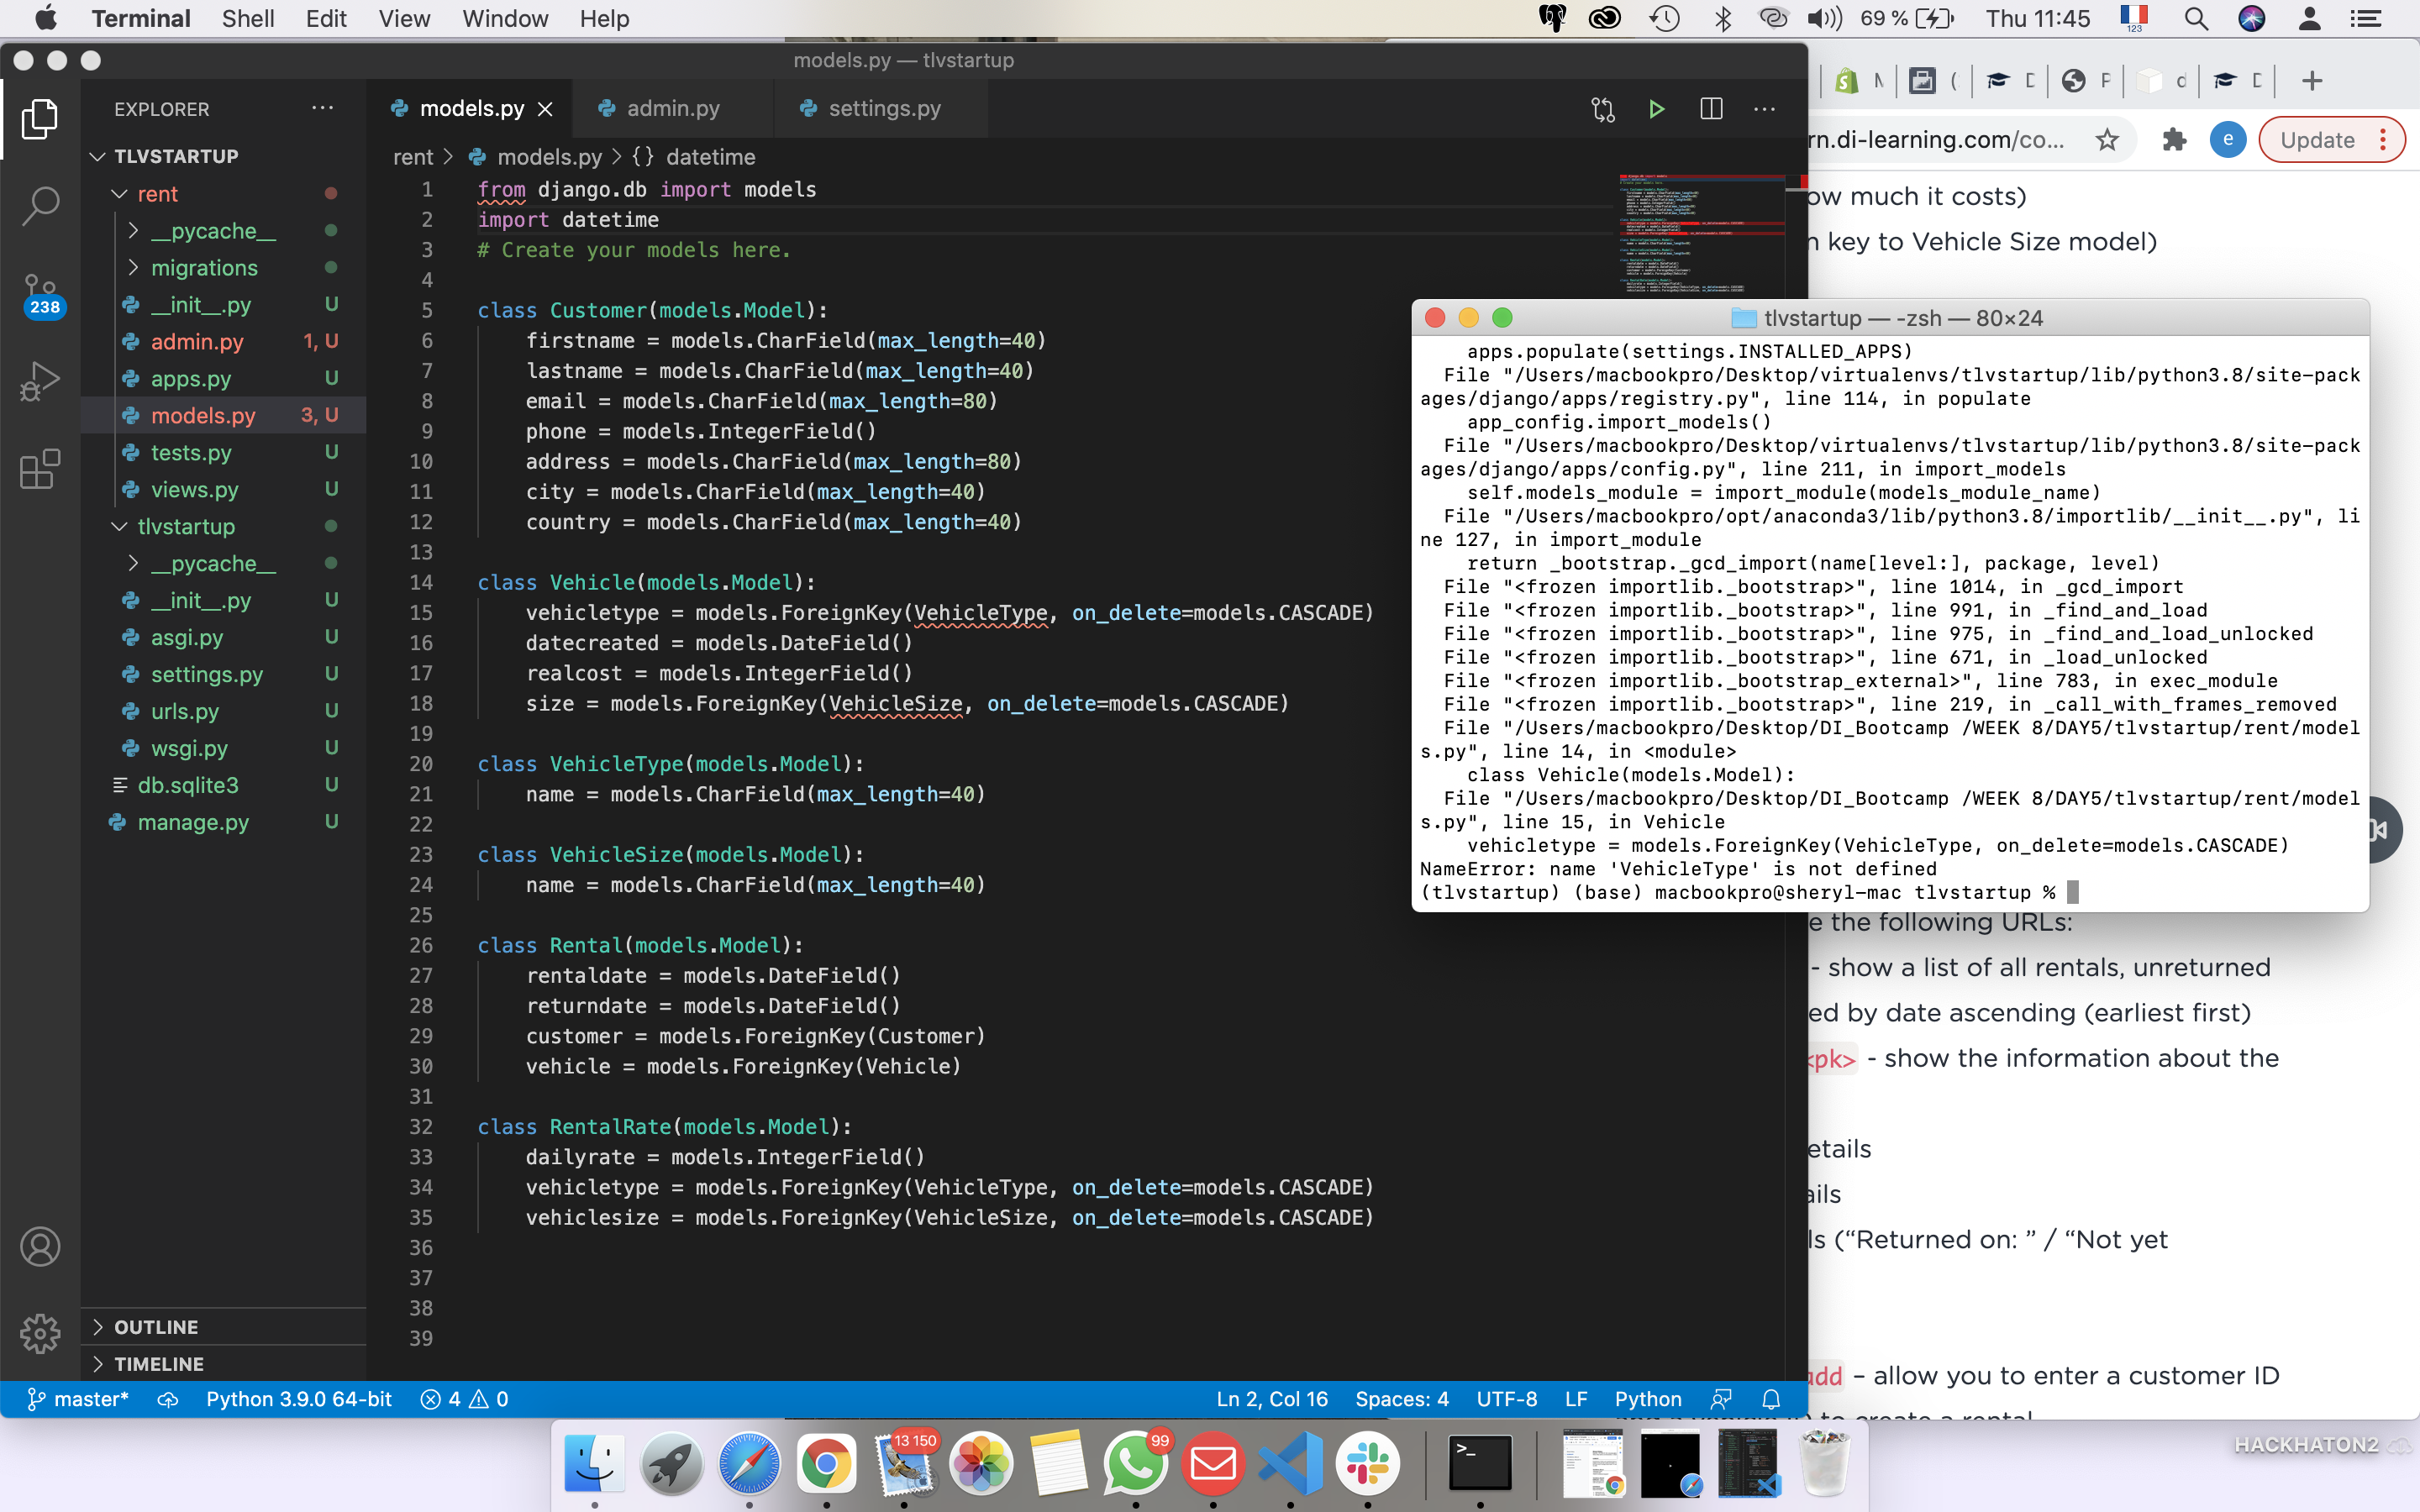 Terminal Shell Edit View Window Help
69 % Thu 11:45
123
models.py — tlvstartup
EXPLORER
TLVSTARTUP
rent
__pycache__
migrations
__init__.py U
admin.py 1, U
apps.py U
models.py 3, U
tests.py U
views.py U
tlvstartup
__pycache__
__init__.py U
asgi.py U
settings.py U
urls.py U
wsgi.py U
db.sqlite3 U
manage.py U
238
OUTLINE
TIMELINE
models.py admin.py settings.py
rent > models.py > {} datetime
1 from django.db import models
2 import datetime
3 # Create your models here.
4
5 class Customer(models.Model):
6 firstname = models.CharField(max_length=40)
7 lastname = models.CharField(max_length=40)
8 email = models.CharField(max_length=80)
9 phone = models.IntegerField()
10 address = models.CharField(max_length=80)
11 city = models.CharField(max_length=40)
12 country = models.CharField(max_length=40)
13
14 class Vehicle(models.Model):
15 vehicletype = models.ForeignKey(VehicleType, on_delete=models.CASCADE)
16 datecreated = models.DateField()
17 realcost = models.IntegerField()
18 size = models.ForeignKey(VehicleSize, on_delete=models.CASCADE)
19
20 class VehicleType(models.Model):
21 name = models.CharField(max_length=40)
22
23 class VehicleSize(models.Model):
24 name = models.CharField(max_length=40)
25
26 class Rental(models.Model):
27 rentaldate = models.DateField()
28 returndate = models.DateField()
29 customer = models.ForeignKey(Customer)
30 vehicle = models.ForeignKey(Vehicle)
31
32 class RentalRate(models.Model):
33 dailyrate = models.IntegerField()
34 vehicletype = models.ForeignKey(VehicleType, on_delete=models.CASCADE)
35 vehiclesize = models.ForeignKey(VehicleSize, on_delete=models.CASCADE)
36
37
38
39
master* Python 3.9.0 64-bit 4 0
Ln 2, Col 16 Spaces: 4 UTF-8 LF Python
rn.di-learning.com/co... e Update
ow much it costs)
n key to Vehicle Size model)
tlvstartup — -zsh — 80×24
apps.populate(settings.INSTALLED_APPS)
File "/Users/macbookpro/Desktop/virtualenvs/tlvstartup/lib/python3.8/site-pack
ages/django/apps/registry.py", line 114, in populate
app_config.import_models()
File "/Users/macbookpro/Desktop/virtualenvs/tlvstartup/lib/python3.8/site-pack
ages/django/apps/config.py", line 211, in import_models
self.models_module = import_module(models_module_name)
File "/Users/macbookpro/opt/anaconda3/lib/python3.8/importlib/__init__.py", li
ne 127, in import_module
return _bootstrap._gcd_import(name[level:], package, level)
File "<frozen importlib._bootstrap>", line 1014, in _gcd_import
File "<frozen importlib._bootstrap>", line 991, in _find_and_load
File "<frozen importlib._bootstrap>", line 975, in _find_and_load_unlocked
File "<frozen importlib._bootstrap>", line 671, in _load_unlocked
File "<frozen importlib._bootstrap_external>", line 783, in exec_module
File "<frozen importlib._bootstrap>", line 219, in _call_with_frames_removed
File "/Users/macbookpro/Desktop/DI_Bootcamp /WEEK 8/DAY5/tlvstartup/rent/model
s.py", line 14, in <module>
class Vehicle(models.Model):
File "/Users/macbookpro/Desktop/DI_Bootcamp /WEEK 8/DAY5/tlvstartup/rent/model
s.py", line 15, in Vehicle
vehicletype = models.ForeignKey(VehicleType, on_delete=models.CASCADE)
NameError: name 'VehicleType' is not defined
(tlvstartup) (base) macbookpro@sheryl-mac tlvstartup %
e the following URLs:
- show a list of all rentals, unreturned
ed by date ascending (earliest first)
<pk> - show the information about the
etails
ails
ls (“Returned on: ” / “Not yet
add – allow you to enter a customer ID
to create a rental
13 150
99
HACKHATON2